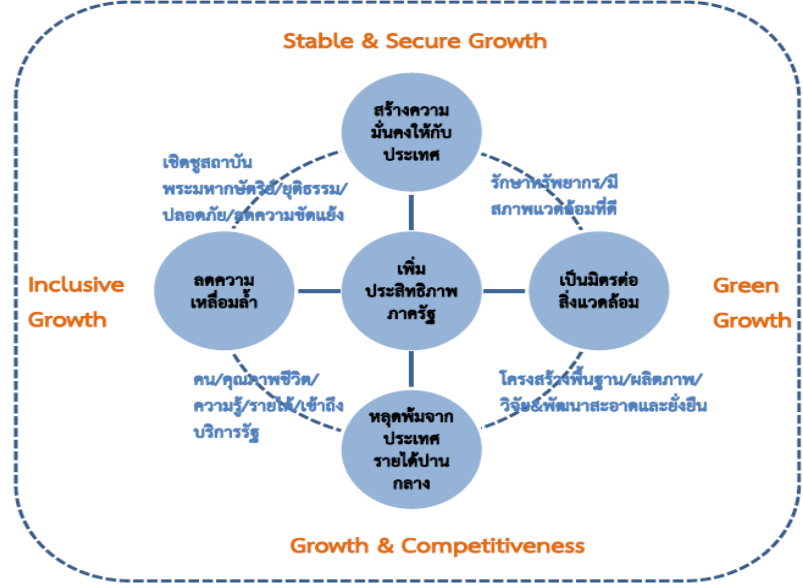 Stable & Secure Growth
สร้างความ
มั่นคงให้กับ
ประเทศ
เชิดชูสถาบัน
พระมหากษัตริย์/ยุติธรรม/
ปลอดภัย/ลดความขัดแย้ง
รักษาทรัพยากร/มี
สภาพแวดล้อมที่ดี
Inclusive
Growth
ลดความ
เหลื่อมล้ำ
เพิ่ม
ประสิทธิภาพ
ภาครัฐ
เป็นมิตรต่อ
สิ่งแวดล้อม
Green
Growth
คน/คุณภาพชีวิต/
ความรู้/รายได้/เข้าถึง
บริการรัฐ
โครงสร้างพื้นฐาน/ผลิตภาพ/
วิจัย&พัฒนาสะอาดและยั่งยืน
หลุดพ้นจาก
ประเทศ
รายได้ปาน
กลาง
Growth & Competitiveness